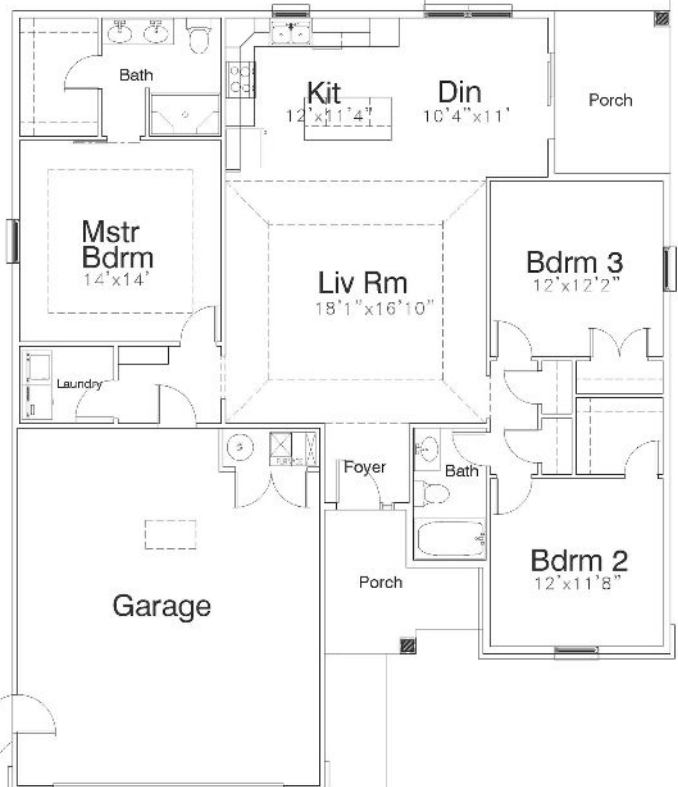 Bath
Kit
12'x11'4"
Din
10'4"x11'
Porch
Mstr
Bdrm
14'x14'
Liv Rm
18'1"x16'10"
Bdrm 3
12'x12'2"
Laundry
Foyer
Bath
S
Bdrm 2
12'x11'8"
Porch
Garage